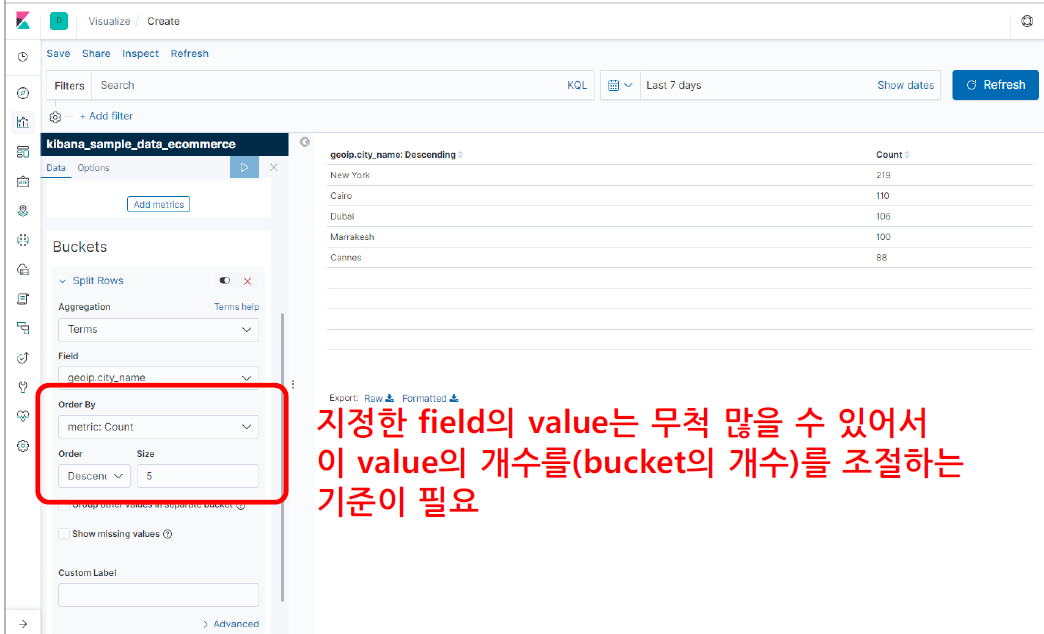 D
Visualize / Create
Save Share Inspect Refresh
Filters Search KQL Last 7 days Show dates Refresh
+ Add filter
kibana_sample_data_ecommerce
Data Options
Add metrics
Buckets
Split Rows
Aggregation Terms help
Terms
Field
geoip.city_name
Order By
metric: Count
Order Size
Descenc 5
Group other values in separate bucket
Show missing values
Custom Label
Advanced
geoip.city_name: Descending Count
New York 219
Cairo 110
Dubai 106
Marrakesh 100
Cannes 88
Export: Raw Formatted
지정한 field의 value는 무척 많을 수 있어서
이 value의 개수를(bucket의 개수)를 조절하는
기준이 필요